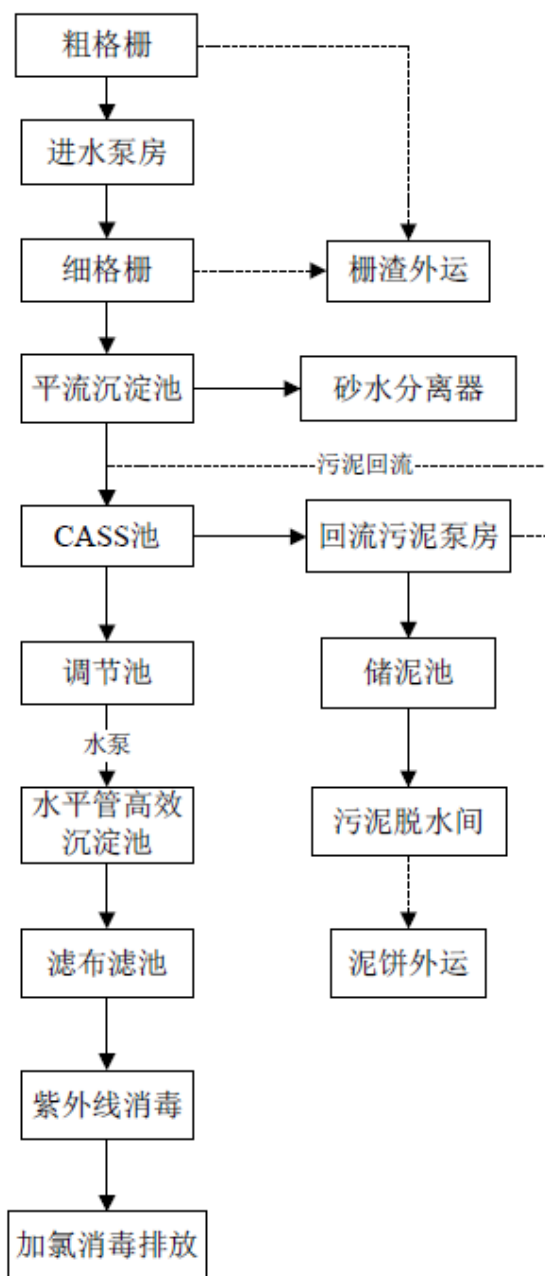 粗格栅
进水泵房
细格栅
栅渣外运
平流沉淀池
砂水分离器
污泥回流
CASS池
回流污泥泵房
调节池
储泥池
水泵
水平管高效
沉淀池
污泥脱水间
滤布滤池
泥饼外运
紫外线消毒
加氯消毒排放